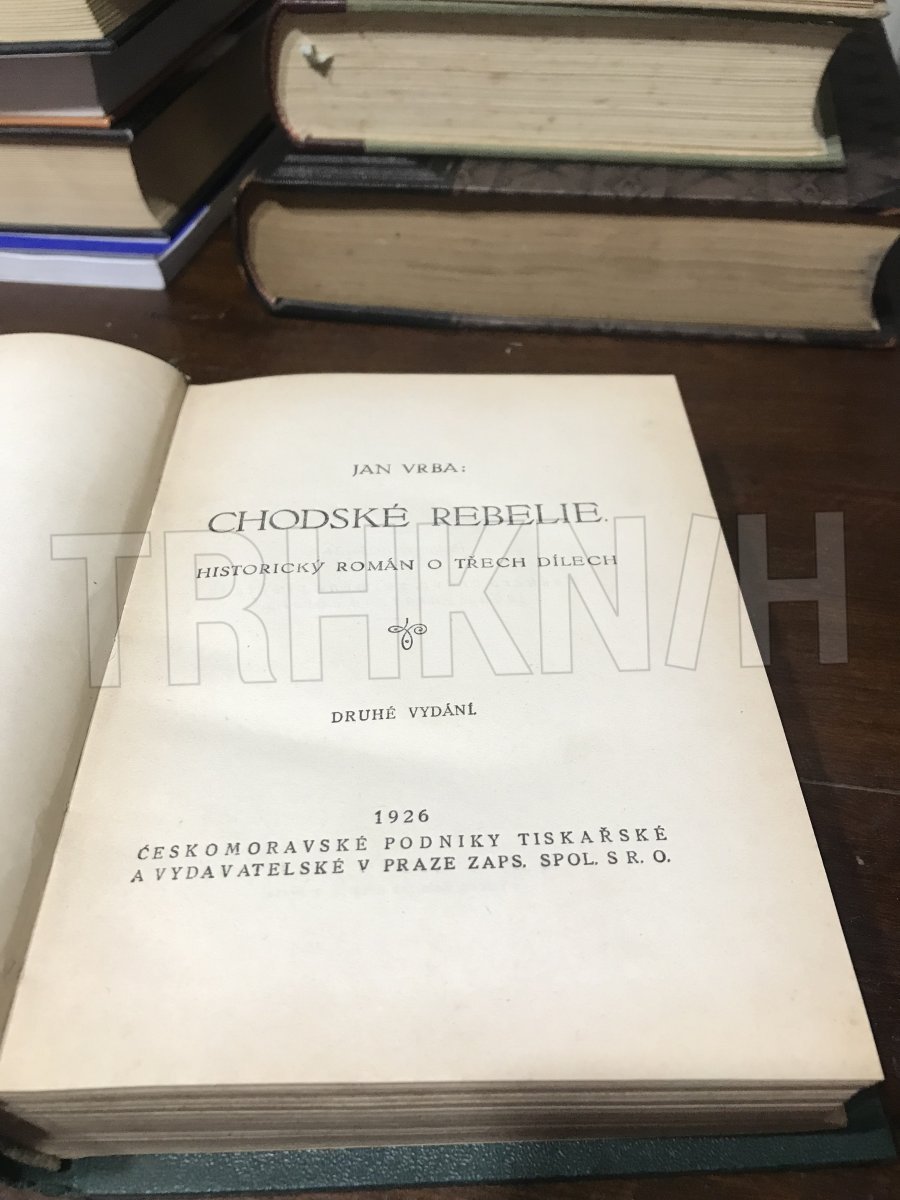 JAN VRBA:
CHODSKÉ REBELIE.
HISTORICKÝ ROMÁN O TŘECH DÍLECH
TRHKNIH
DRUHÉ VYDÁNÍ.
1926
ČESKOMORAVSKÉ PODNIKY TISKAŘSKÉ
A VYDAVATELSKÉ V PRAZE ZAPS. SPOL. S R. O.